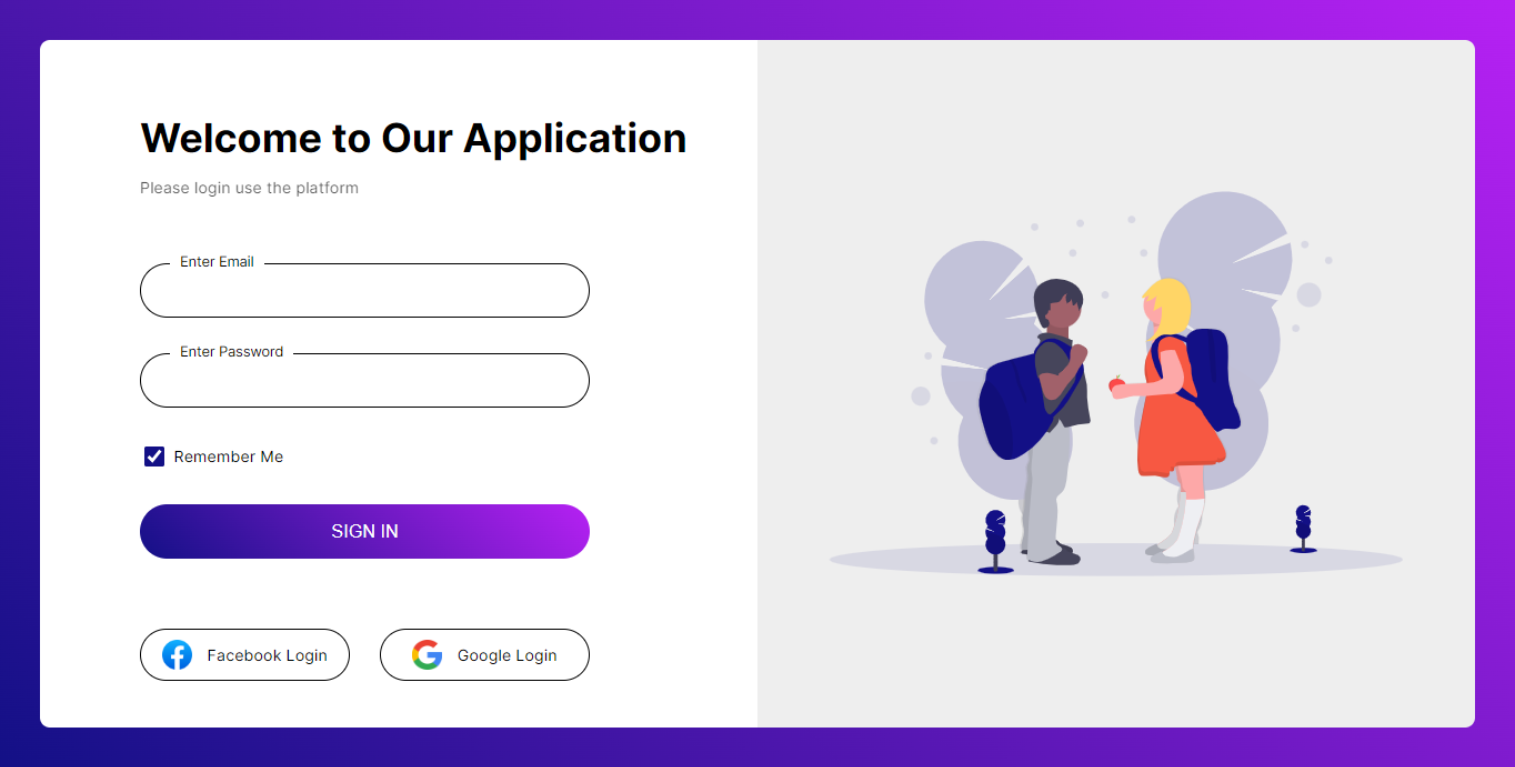 Welcome to Our Application
Please login use the platform
Enter Email
Enter Password
Remember Me
SIGN IN
Facebook Login
Google Login